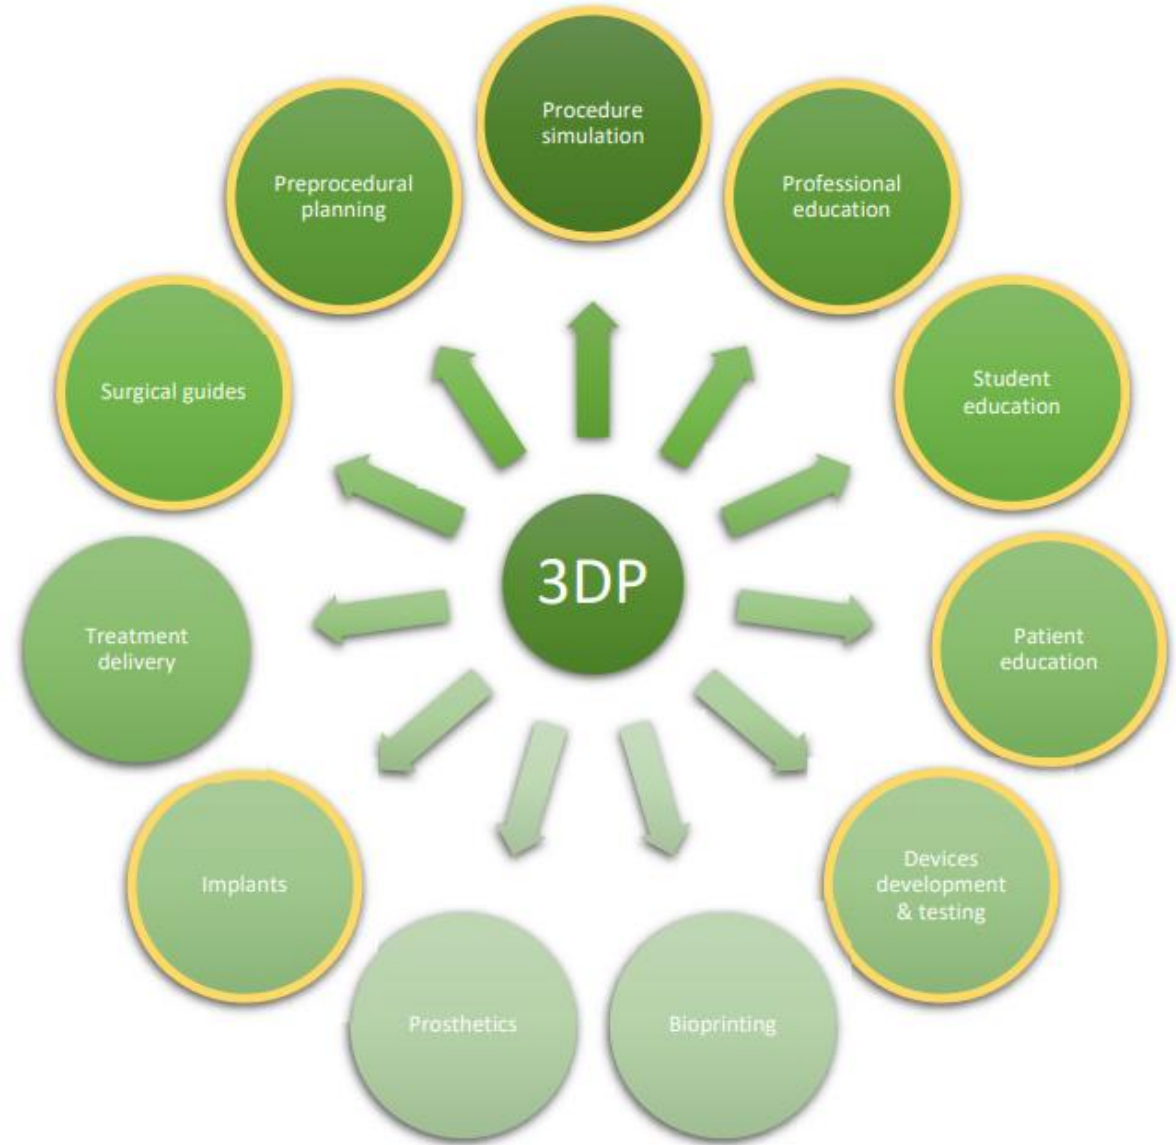 Procedure
simulation
Professional
education
Student
education
Patient
education
Devices
development
& testing
Bioprinting
Prosthetics
Implants
Treatment
delivery
Surgical guides
Preprocedural
planning
3DP